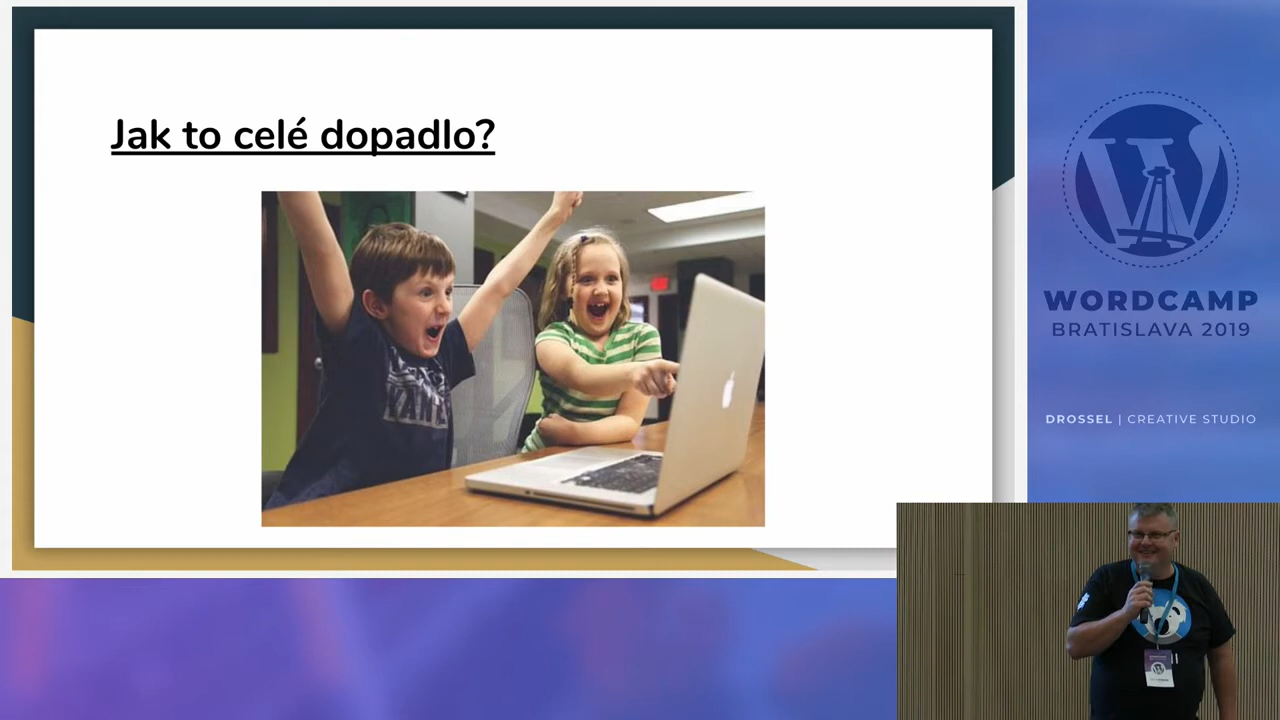 Jak to celé dopadlo?
WORDCAMP
BRATISLAVA 2019
DROSSEL | CREATIVE STUDIO